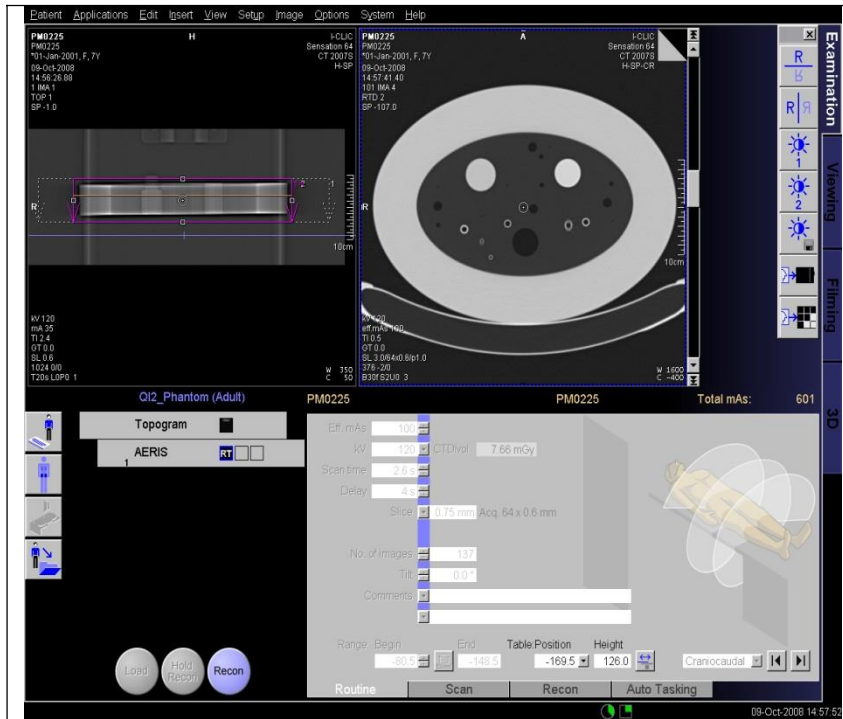 Patient Applications Edit Insert View Setup Image Options System Help
PM0225
PM0225
*01-Jan-2001, F, 7Y
09-Oct-2008
14:56:26.88
1 IMA 1
TOP 1
SP -1.0
H
I-CLIC
Sensation 64
CT 2007S
H-SP
R
2
1
10cm
kV 120
mA 35
TI 2.4
GT 0.0
SL 0.6
1024 0/0
T20s L0P0 1
W 350
C 50
PM0225
PM0225
*01-Jan-2001, F, 7Y
09-Oct-2008
14:57:41.40
101 IMA 4
RTD 2
SP -107.0
A
I-CLIC
Sensation 64
CT 2007S
H-SP-CR
R
10cm
kV 120
eff.mAs 100
TI 0.5
GT 0.0
SL 3.0/64x0.6/p1.0
376 -2/0
B30f S2U0 3
W 1600
C -400
R
R
R R
1
2
Examination
Viewing
Filming
3D
QI2_Phantom (Adult)
PM0225
PM0225
Total mAs: 601
Topogram
1 AERIS RT
Load
Hold Recon
Recon
Eff. mAs 100
kV 120 CTDIvol 7.66 mGy
Scan time 2.6 s
Delay 4 s
Slice 0.75 mm Acq. 64 x 0.6 mm
No. of images 137
Tilt 0.0 °
Comments
Range: Begin End Table:Position Height
-80.5 -148.5 -169.5 126.0 Craniocaudal
Routine Scan Recon Auto Tasking
09-Oct-2008 14:57:52